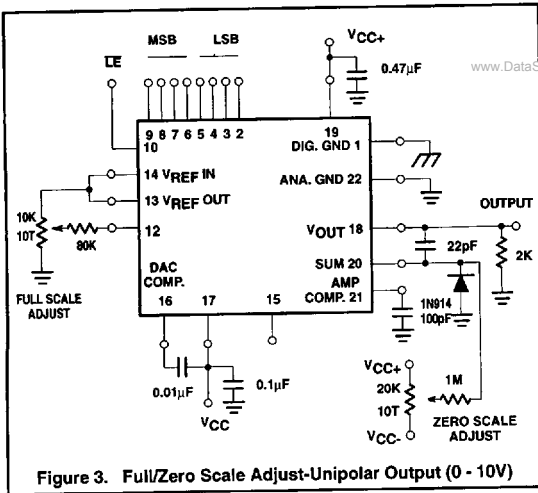 www.DataS
MSB LSB
LE
VCC+
0.47µF
9 8 7 6 5 4 3 2
10
19
DIG. GND 1
14 VREF IN
13 VREF OUT
ANA. GND 22
10K
10T
80K
12
FULL SCALE
ADJUST
VOUT 18
OUTPUT
22pF
2K
SUM 20
DAC
COMP.
AMP
COMP. 21
1N914
100pF
16 17 15
0.01µF
0.1µF
VCC
VCC+
20K
10T
1M
VCC-
ZERO SCALE
ADJUST
Figure 3. Full/Zero Scale Adjust-Unipolar Output (0 - 10V)